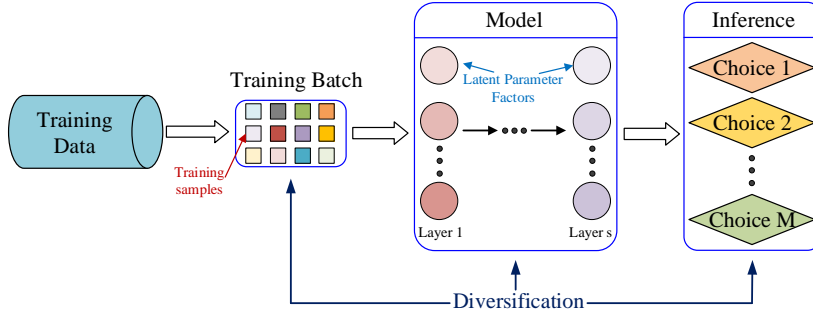 Model
Inference
Training Batch
Training
Data
Training
samples
Latent Parameter
Factors
Layer 1
Layer s
Choice 1
Choice 2
Choice M
Diversification